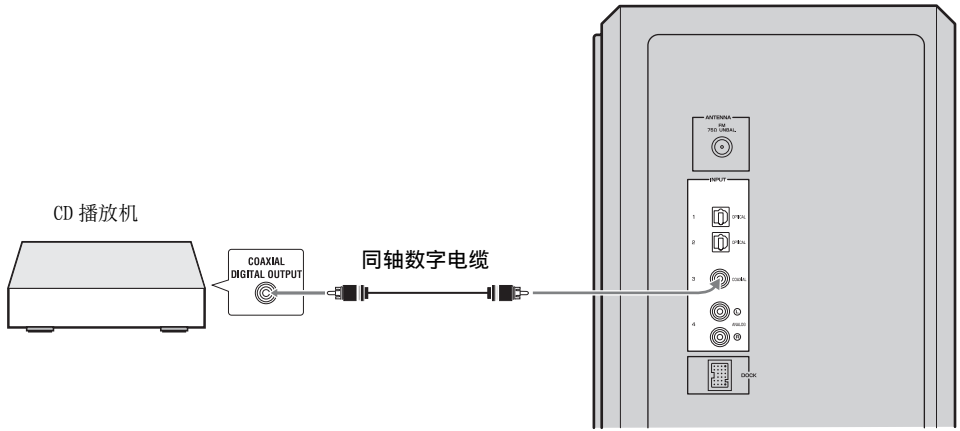 CD 播放机
COAXIAL
DIGITAL OUTPUT
同轴数字电缆
ANTENNA
FM
75Ω UNBAL.
INPUT
1
OPTICAL
2
OPTICAL
3
COAXIAL
L
4
ANALOG
R
DOCK